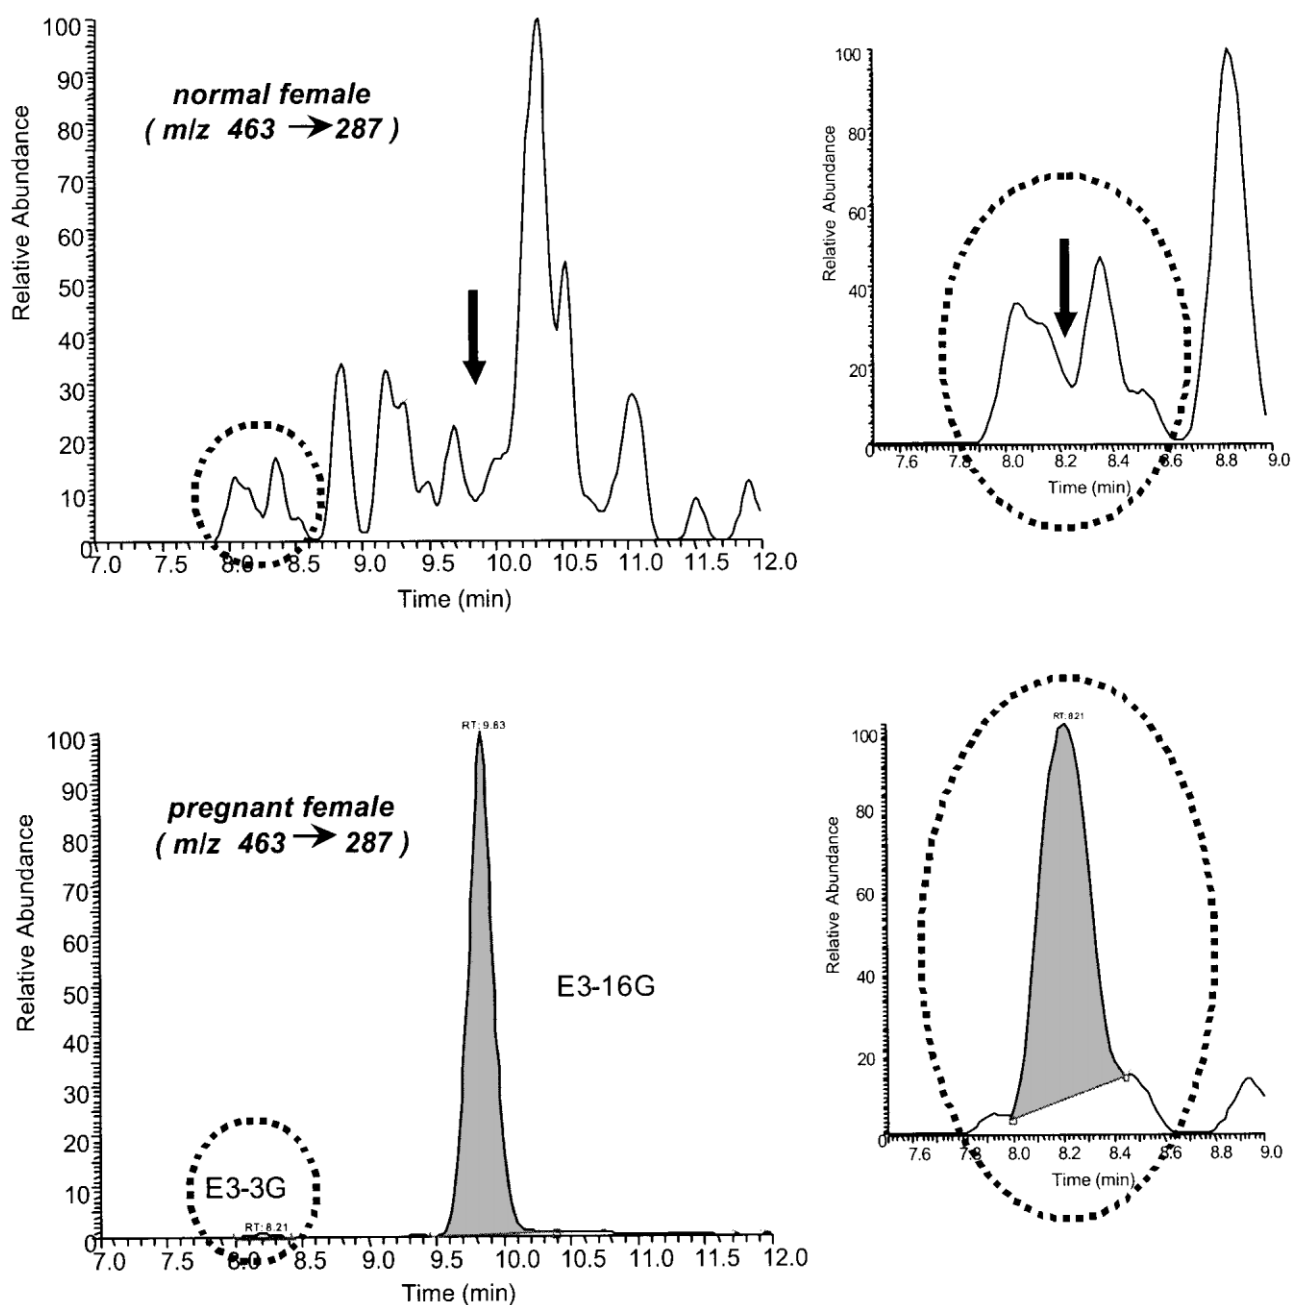 normal female
( m/z 463 → 287 )
Relative Abundance
100
90
80
70
60
50
40
30
20
10
0
7.0 7.5 8.0 8.5 9.0 9.5 10.0 10.5 11.0 11.5 12.0
Time (min)
Relative Abundance
100
80
60
40
20
0
7.6 7.8 8.0 8.2 8.4 8.6 8.8 9.0
Time (min)
pregnant female
( m/z 463 → 287 )
Relative Abundance
100
90
80
70
60
50
40
30
20
10
0
RT: 9.83
E3-16G
E3-3G
RT: 8.21
7.0 7.5 8.0 8.5 9.0 9.5 10.0 10.5 11.0 11.5 12.0
Time (min)
Relative Abundance
100
80
60
40
20
0
RT: 8.21
7.6 7.8 8.0 8.2 8.4 8.6 8.8 9.0
Time (min)